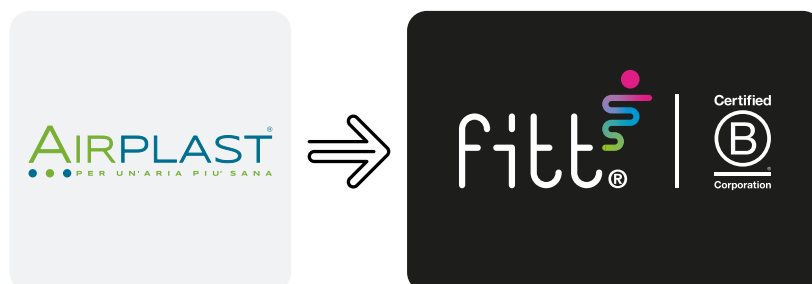 AIRPLAST®
PER UN'ARIA PIU' SANA
fitt®
Certified
B
®
Corporation